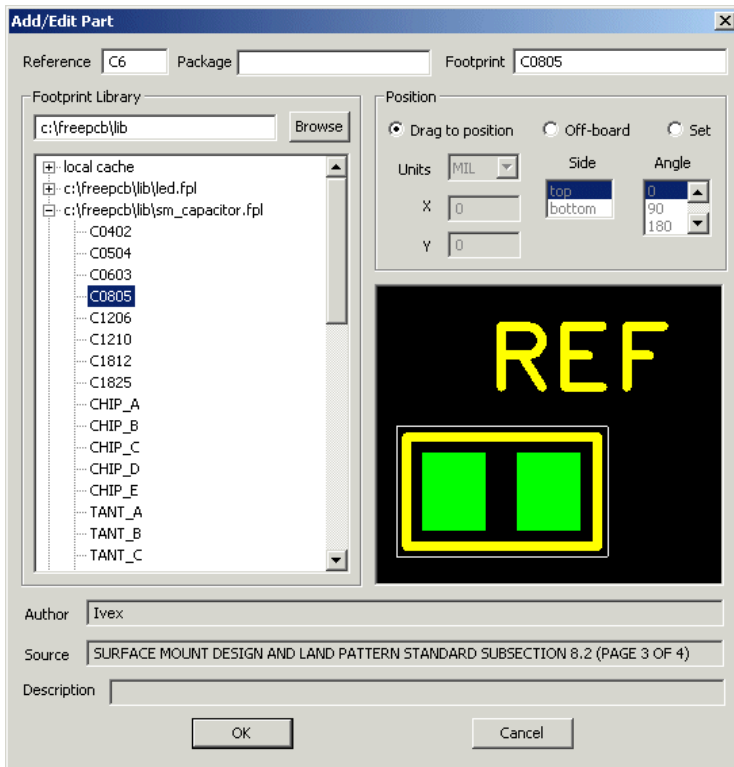 Add/Edit Part
Reference C6 Package Footprint C0805
Footprint Library
c:\freepcb\lib Browse
local cache
c:\freepcb\lib\led.fpl
c:\freepcb\lib\sm_capacitor.fpl
C0402
C0504
C0603
C0805
C1206
C1210
C1812
C1825
CHIP_A
CHIP_B
CHIP_C
CHIP_D
CHIP_E
TANT_A
TANT_B
TANT_C
Position
Drag to position Off-board Set
Units MIL Side Angle
X 0 top 0
bottom 90
Y 0 180
REF
Author Ivex
Source SURFACE MOUNT DESIGN AND LAND PATTERN STANDARD SUBSECTION 8.2 (PAGE 3 OF 4)
Description
OK Cancel